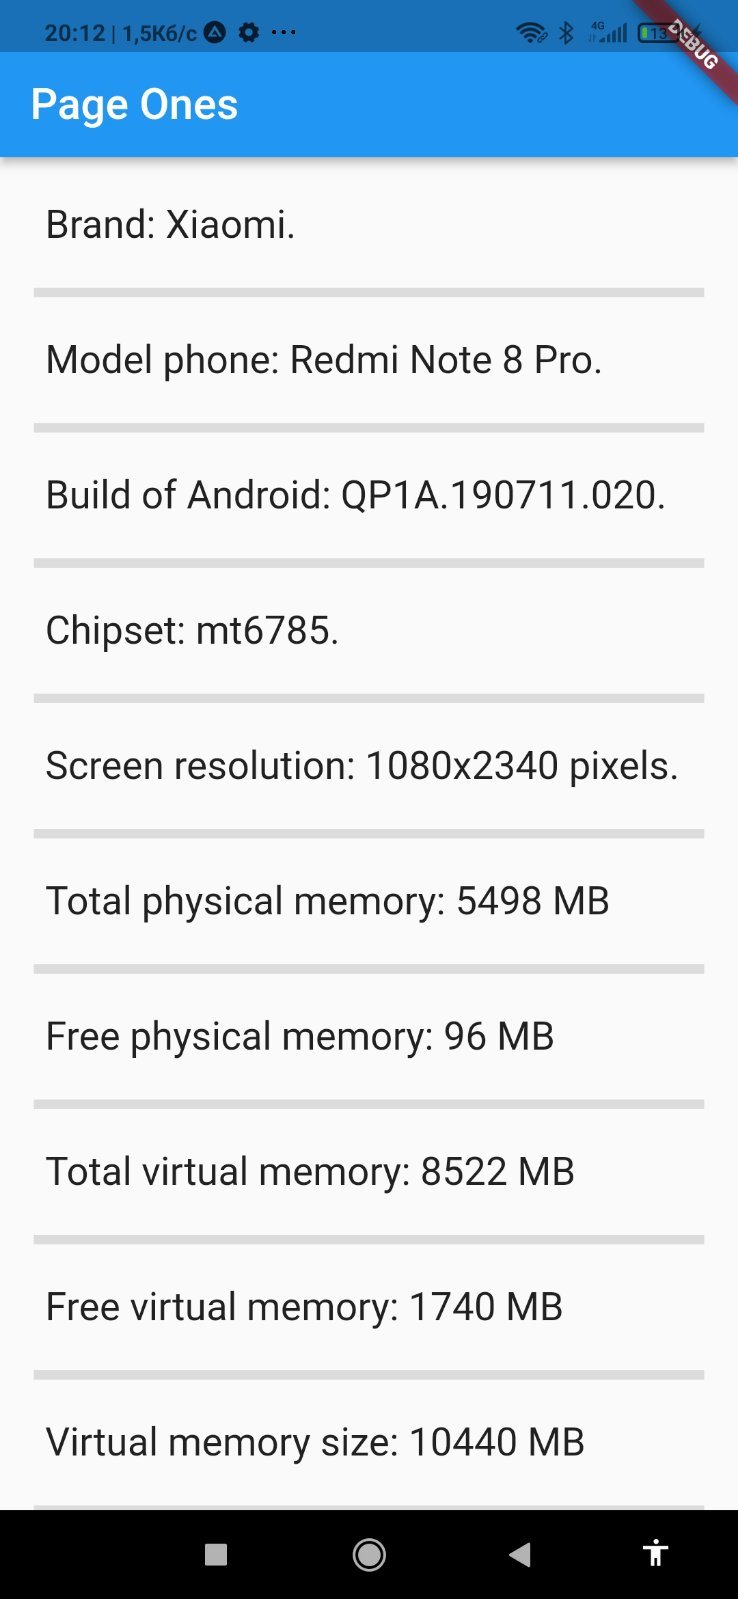 20:12 | 1,5Кб/с
4G
13
DEBUG
Page Ones
Brand: Xiaomi.
Model phone: Redmi Note 8 Pro.
Build of Android: QP1A.190711.020.
Chipset: mt6785.
Screen resolution: 1080x2340 pixels.
Total physical memory: 5498 MB
Free physical memory: 96 MB
Total virtual memory: 8522 MB
Free virtual memory: 1740 MB
Virtual memory size: 10440 MB